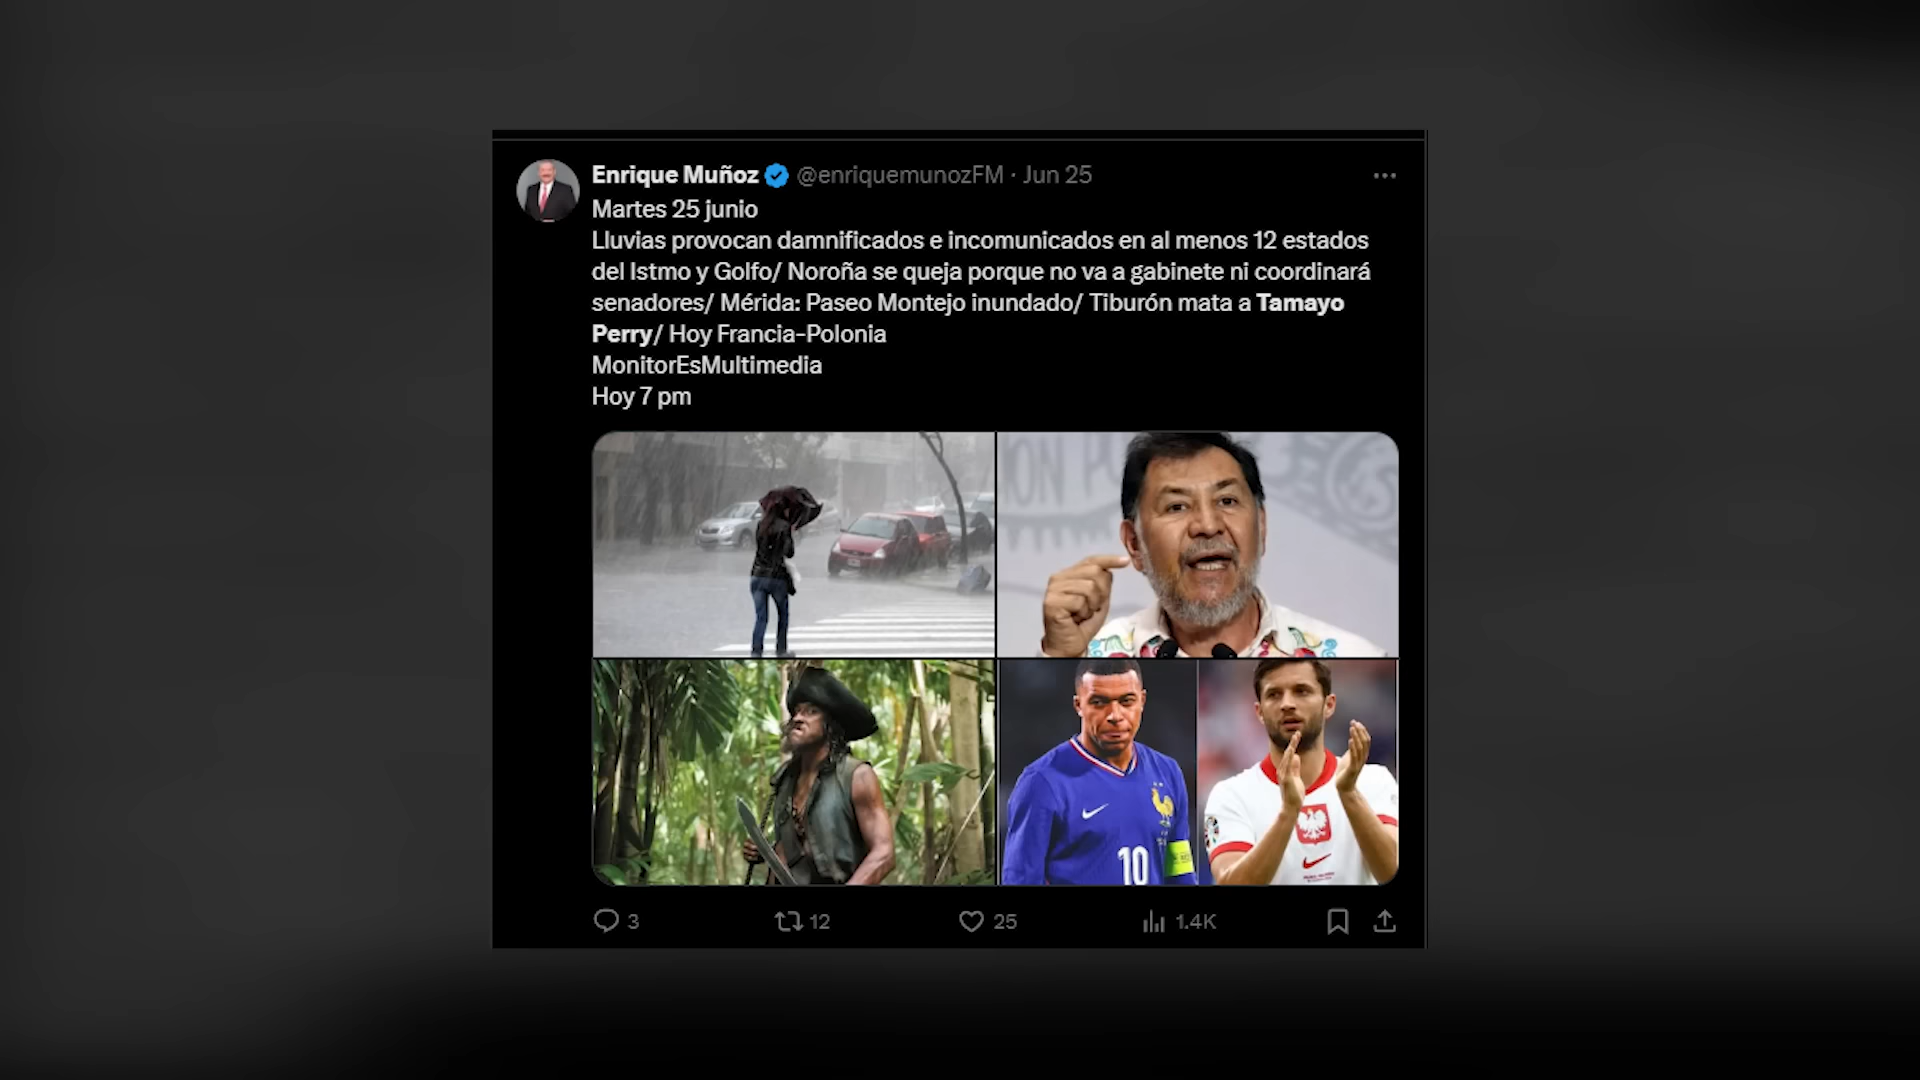 Enrique Muñoz @enriquemunozFM · Jun 25
Martes 25 junio
Lluvias provocan damnificados e incomunicados en al menos 12 estados
del Istmo y Golfo/ Noroña se queja porque no va a gabinete ni coordinará
senadores/ Mérida: Paseo Montejo inundado/ Tiburón mata a Tamayo
Perry/ Hoy Francia-Polonia
MonitorEsMultimedia
Hoy 7 pm
10
3 12 25 1.4K